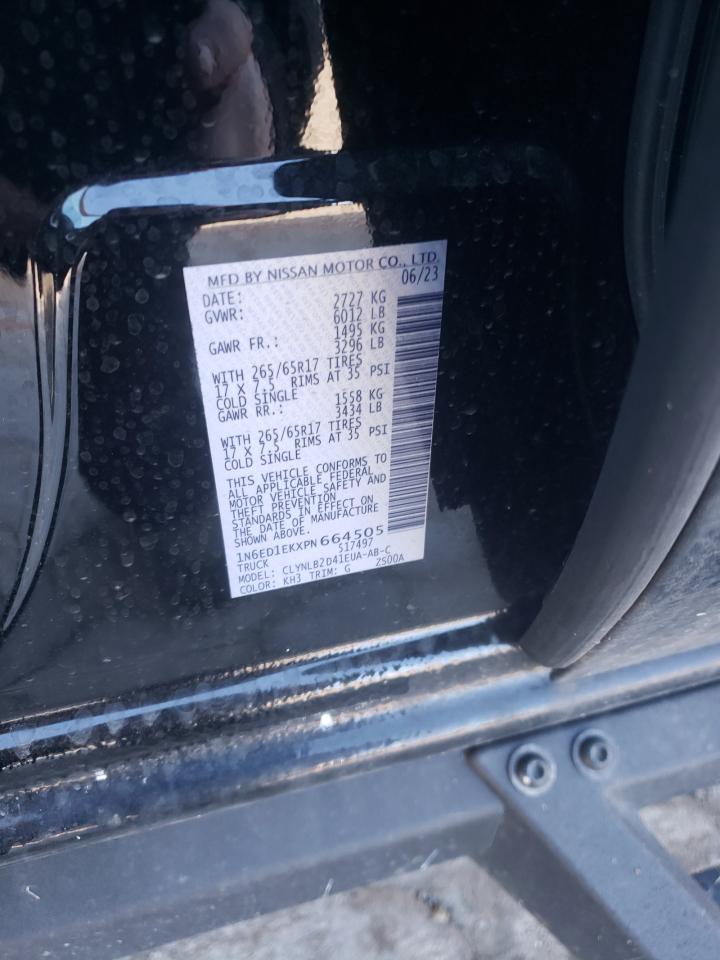 MFD BY NISSAN MOTOR CO., LTD.
DATE: 06/23
GVWR: 2727 KG
6012 LB
GAWR FR.: 1495 KG
3296 LB
WITH 265/65R17 TIRES
17 X 7.5 RIMS AT 35 PSI
COLD SINGLE
GAWR RR.: 1558 KG
3434 LB
WITH 265/65R17 TIRES
17 X 7.5 RIMS AT 35 PSI
COLD SINGLE
THIS VEHICLE CONFORMS TO
ALL APPLICABLE FEDERAL
MOTOR VEHICLE SAFETY AND
THEFT PREVENTION
STANDARDS IN EFFECT ON
THE DATE OF MANUFACTURE
SHOWN ABOVE.
1N6ED1EKXPN664505
TRUCK 517497
MODEL: CLYNLB2D41EUA-AB-C
COLOR: KH3 TRIM: G ZS00A